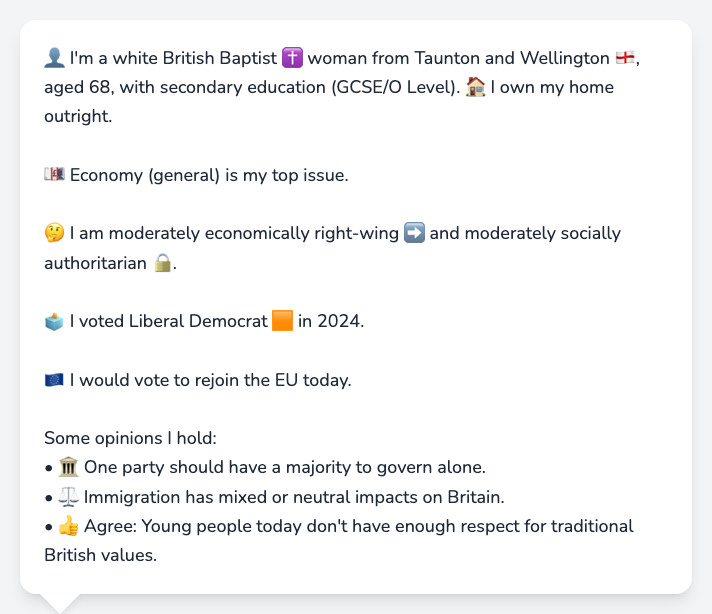 👤 I'm a white British Baptist ✝️ woman from Taunton and Wellington 🏴󠁧󠁢󠁥󠁮󠁧󠁿,
aged 68, with secondary education (GCSE/O Level). 🏠 I own my home
outright.
💷 Economy (general) is my top issue.
🤔 I am moderately economically right-wing ➡️ and moderately socially
authoritarian 🔒.
🗳️ I voted Liberal Democrat 🟧 in 2024.
🇪🇺 I would vote to rejoin the EU today.
Some opinions I hold:
• 🏛️ One party should have a majority to govern alone.
• ⚖️ Immigration has mixed or neutral impacts on Britain.
• 👍 Agree: Young people today don't have enough respect for traditional
British values.